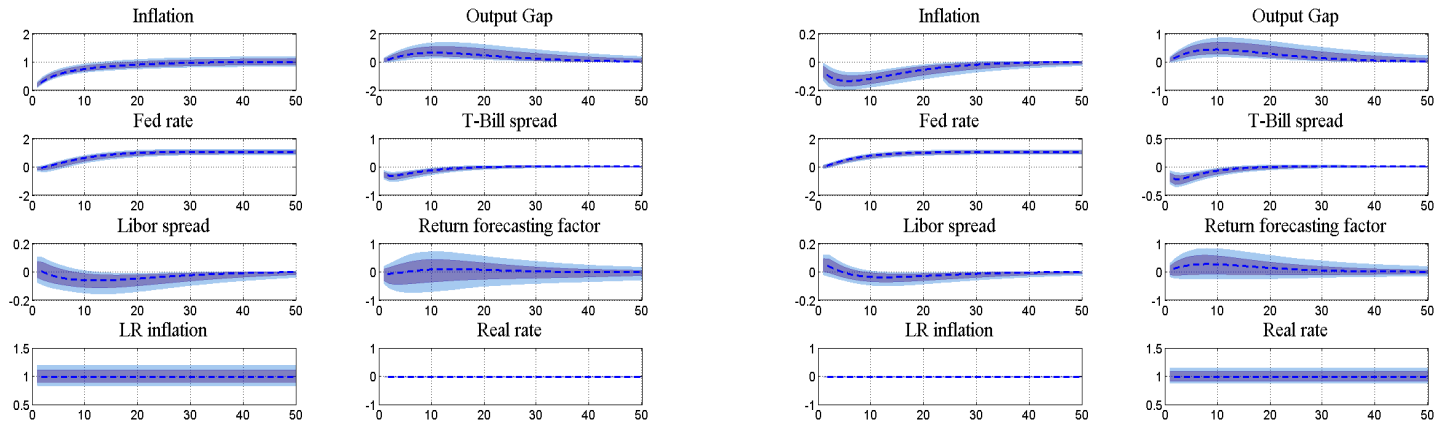 Inflation Output Gap Inflation Output Gap
2 2 0.2 1
1 0 0 0
0 -2 -0.2 -1
0 10 20 30 40 50 0 10 20 30 40 50 0 10 20 30 40 50 0 10 20 30 40 50
Fed rate T-Bill spread Fed rate T-Bill spread
2 1 2 0.5
0 0 0 0
-2 -1 -2 -0.5
0 10 20 30 40 50 0 10 20 30 40 50 0 10 20 30 40 50 0 10 20 30 40 50
Libor spread Return forecasting factor Libor spread Return forecasting factor
0.2 1 0.2 1
0 0 0 0
-0.2 -1 -0.2 -1
0 10 20 30 40 50 0 10 20 30 40 50 0 10 20 30 40 50 0 10 20 30 40 50
LR inflation Real rate LR inflation Real rate
1.5 1 1 1.5
1 0 0 1
0.5 -1 -1 0.5
0 10 20 30 40 50 0 10 20 30 40 50 0 10 20 30 40 50 0 10 20 30 40 50